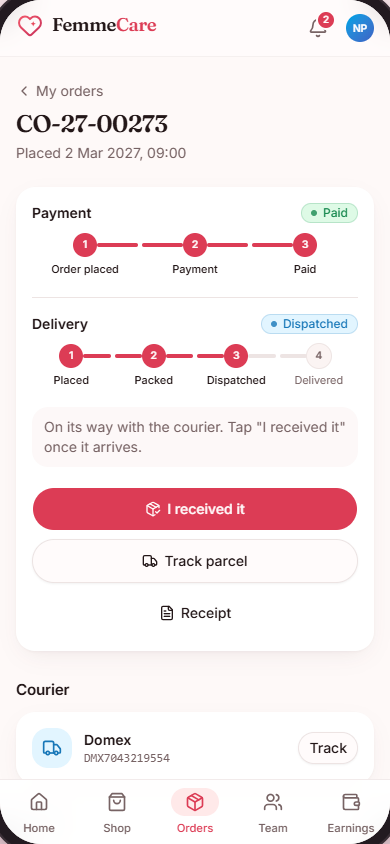 FemmeCare
2
NP
My orders
CO-27-00273
Placed 2 Mar 2027, 09:00
Payment
Paid
1
2
3
Order placed
Payment
Paid
Delivery
Dispatched
1
2
3
4
Placed
Packed
Dispatched
Delivered
On its way with the courier. Tap "I received it"
once it arrives.
I received it
Track parcel
Receipt
Courier
Domex
DMX7043219554
Track
Home
Shop
Orders
Team
Earnings